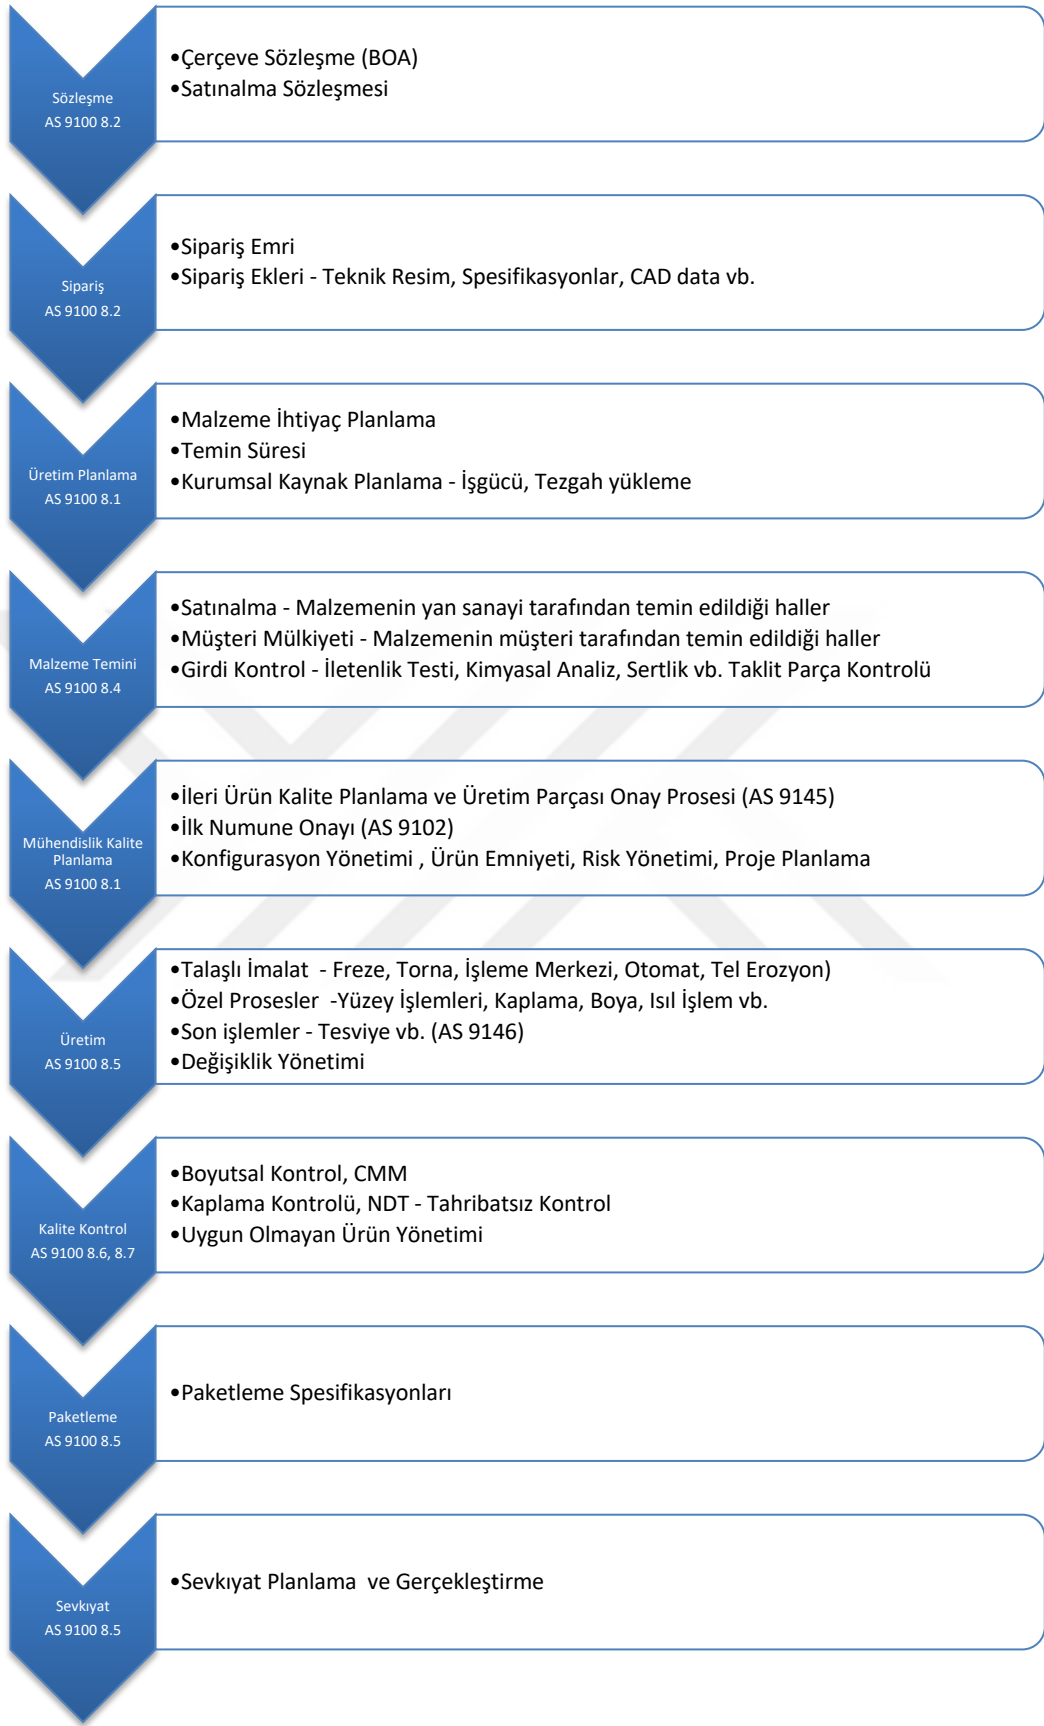 Sözleşme
AS 9100 8.2
•Çerçeve Sözleşme (BOA)
•Satınalma Sözleşmesi
Sipariş
AS 9100 8.2
•Sipariş Emri
•Sipariş Ekleri - Teknik Resim, Spesifikasyonlar, CAD data vb.
Üretim Planlama
AS 9100 8.1
•Malzeme İhtiyaç Planlama
•Temin Süresi
•Kurumsal Kaynak Planlama - İşgücü, Tezgah yükleme
Malzeme Temini
AS 9100 8.4
•Satınalma - Malzemenin yan sanayi tarafından temin edildiği haller
•Müşteri Mülkiyeti - Malzemenin müşteri tarafından temin edildiği haller
•Girdi Kontrol - İletenlik Testi, Kimyasal Analiz, Sertlik vb. Taklit Parça Kontrolü
Mühendislik Kalite
Planlama
AS 9100 8.1
•İleri Ürün Kalite Planlama ve Üretim Parçası Onay Prosesi (AS 9145)
•İlk Numune Onayı (AS 9102)
•Konfigurasyon Yönetimi , Ürün Emniyeti, Risk Yönetimi, Proje Planlama
Üretim
AS 9100 8.5
•Talaşlı İmalat  - Freze, Torna, İşleme Merkezi, Otomat, Tel Erozyon)
•Özel Prosesler  -Yüzey İşlemleri, Kaplama, Boya, Isıl İşlem vb.
•Son işlemler - Tesviye vb. (AS 9146)
•Değişiklik Yönetimi
Kalite Kontrol
AS 9100 8.6, 8.7
•Boyutsal Kontrol, CMM
•Kaplama Kontrolü, NDT - Tahribatsız Kontrol
•Uygun Olmayan Ürün Yönetimi
Paketleme
AS 9100 8.5
•Paketleme Spesifikasyonları
Sevkıyat
AS 9100 8.5
•Sevkıyat Planlama  ve Gerçekleştirme